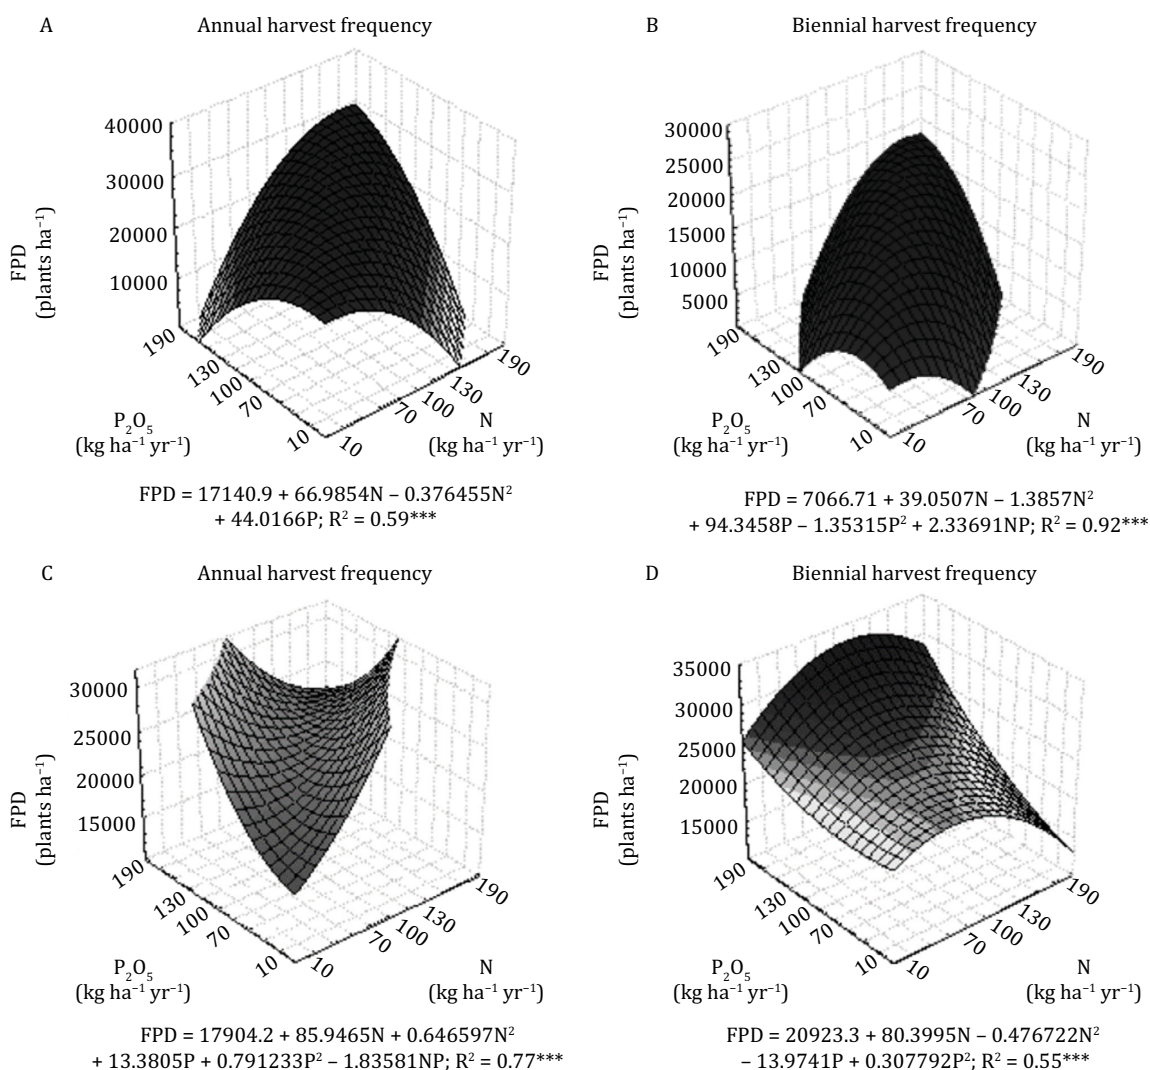 A
Annual harvest frequency
40000
30000
20000
10000
FPD
(plants ha⁻¹)
190
130
100
70
10
P₂O₅
(kg ha⁻¹ yr⁻¹)
10
70
100
130
190
N
(kg ha⁻¹ yr⁻¹)
FPD = 17140.9 + 66.9854N – 0.376455N²
+ 44.0166P; R² = 0.59***
B
Biennial harvest frequency
30000
25000
20000
15000
10000
5000
FPD
(plants ha⁻¹)
190
130
100
70
10
P₂O₅
(kg ha⁻¹ yr⁻¹)
10
70
100
130
190
N
(kg ha⁻¹ yr⁻¹)
FPD = 7066.71 + 39.0507N – 1.3857N²
+ 94.3458P – 1.35315P² + 2.33691NP; R² = 0.92***
C
Annual harvest frequency
30000
25000
20000
15000
FPD
(plants ha⁻¹)
190
130
100
70
10
P₂O₅
(kg ha⁻¹ yr⁻¹)
10
70
100
130
190
N
(kg ha⁻¹ yr⁻¹)
FPD = 17904.2 + 85.9465N + 0.646597N²
+ 13.3805P + 0.791233P² – 1.83581NP; R² = 0.77***
D
Biennial harvest frequency
35000
30000
25000
20000
15000
FPD
(plants ha⁻¹)
190
130
100
70
10
P₂O₅
(kg ha⁻¹ yr⁻¹)
10
70
100
130
190
N
(kg ha⁻¹ yr⁻¹)
FPD = 20923.3 + 80.3995N – 0.476722N²
– 13.9741P + 0.307792P²; R² = 0.55***